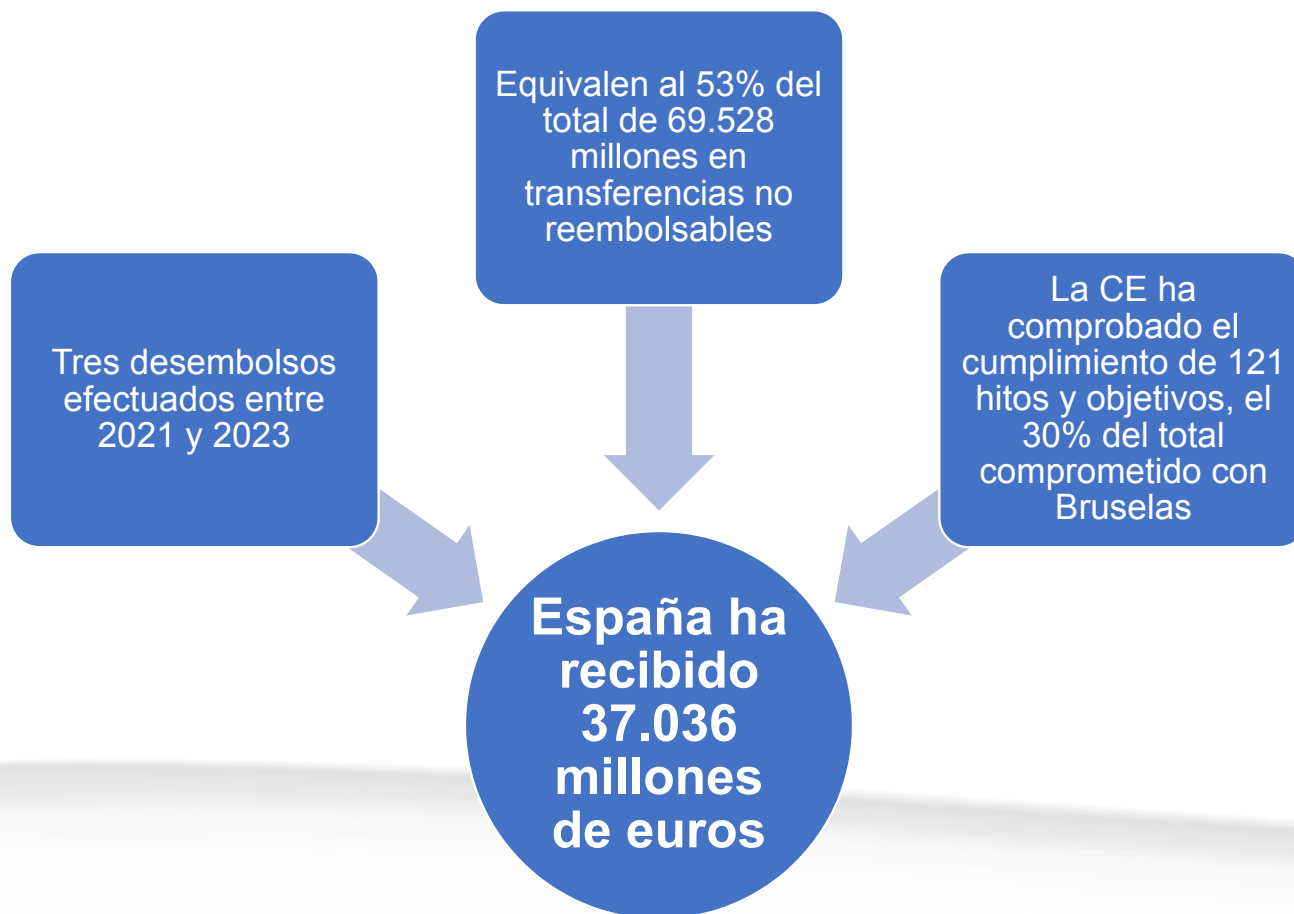 Equivalen al 53% del
total de 69.528
millones en
transferencias no
reembolsables
Tres desembolsos
efectuados entre
2021 y 2023
La CE ha
comprobado el
cumplimiento de 121
hitos y objetivos, el
30% del total
comprometido con
Bruselas
España ha
recibido
37.036
millones
de euros